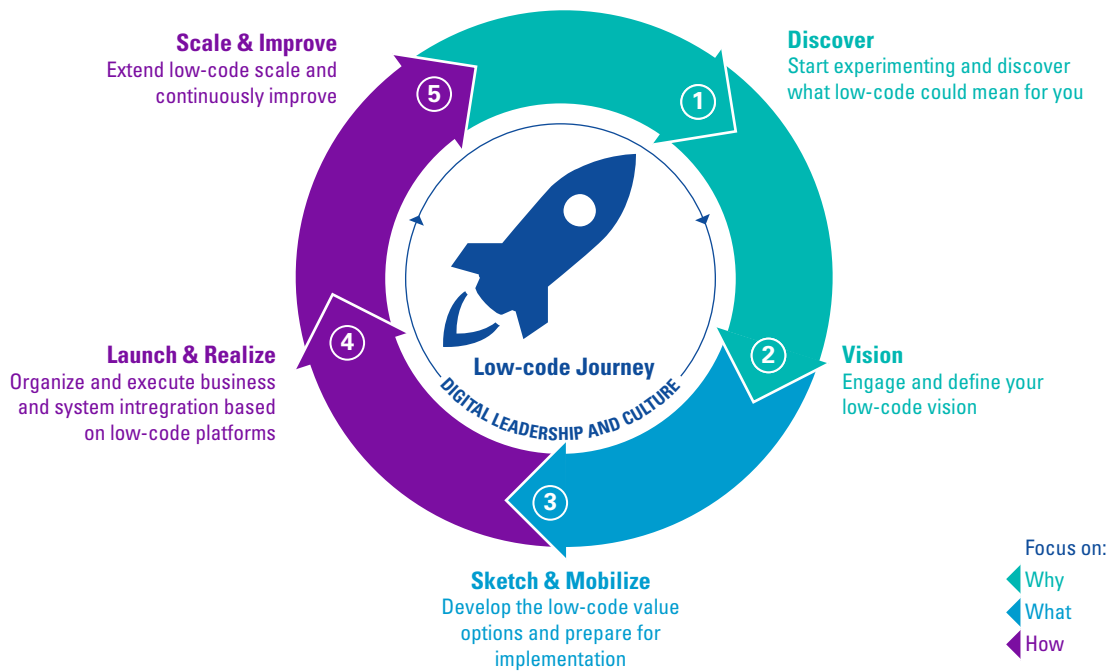 Scale & Improve
Extend low-code scale and
continuously improve
5
1
Discover
Start experimenting and discover
what low-code could mean for you
Low-code Journey
DIGITAL LEADERSHIP AND CULTURE
4
Launch & Realize
Organize and execute business
and system intregration based
on low-code platforms
2
Vision
Engage and define your
low-code vision
3
Sketch & Mobilize
Develop the low-code value
options and prepare for
implementation
Focus on:
Why
What
How